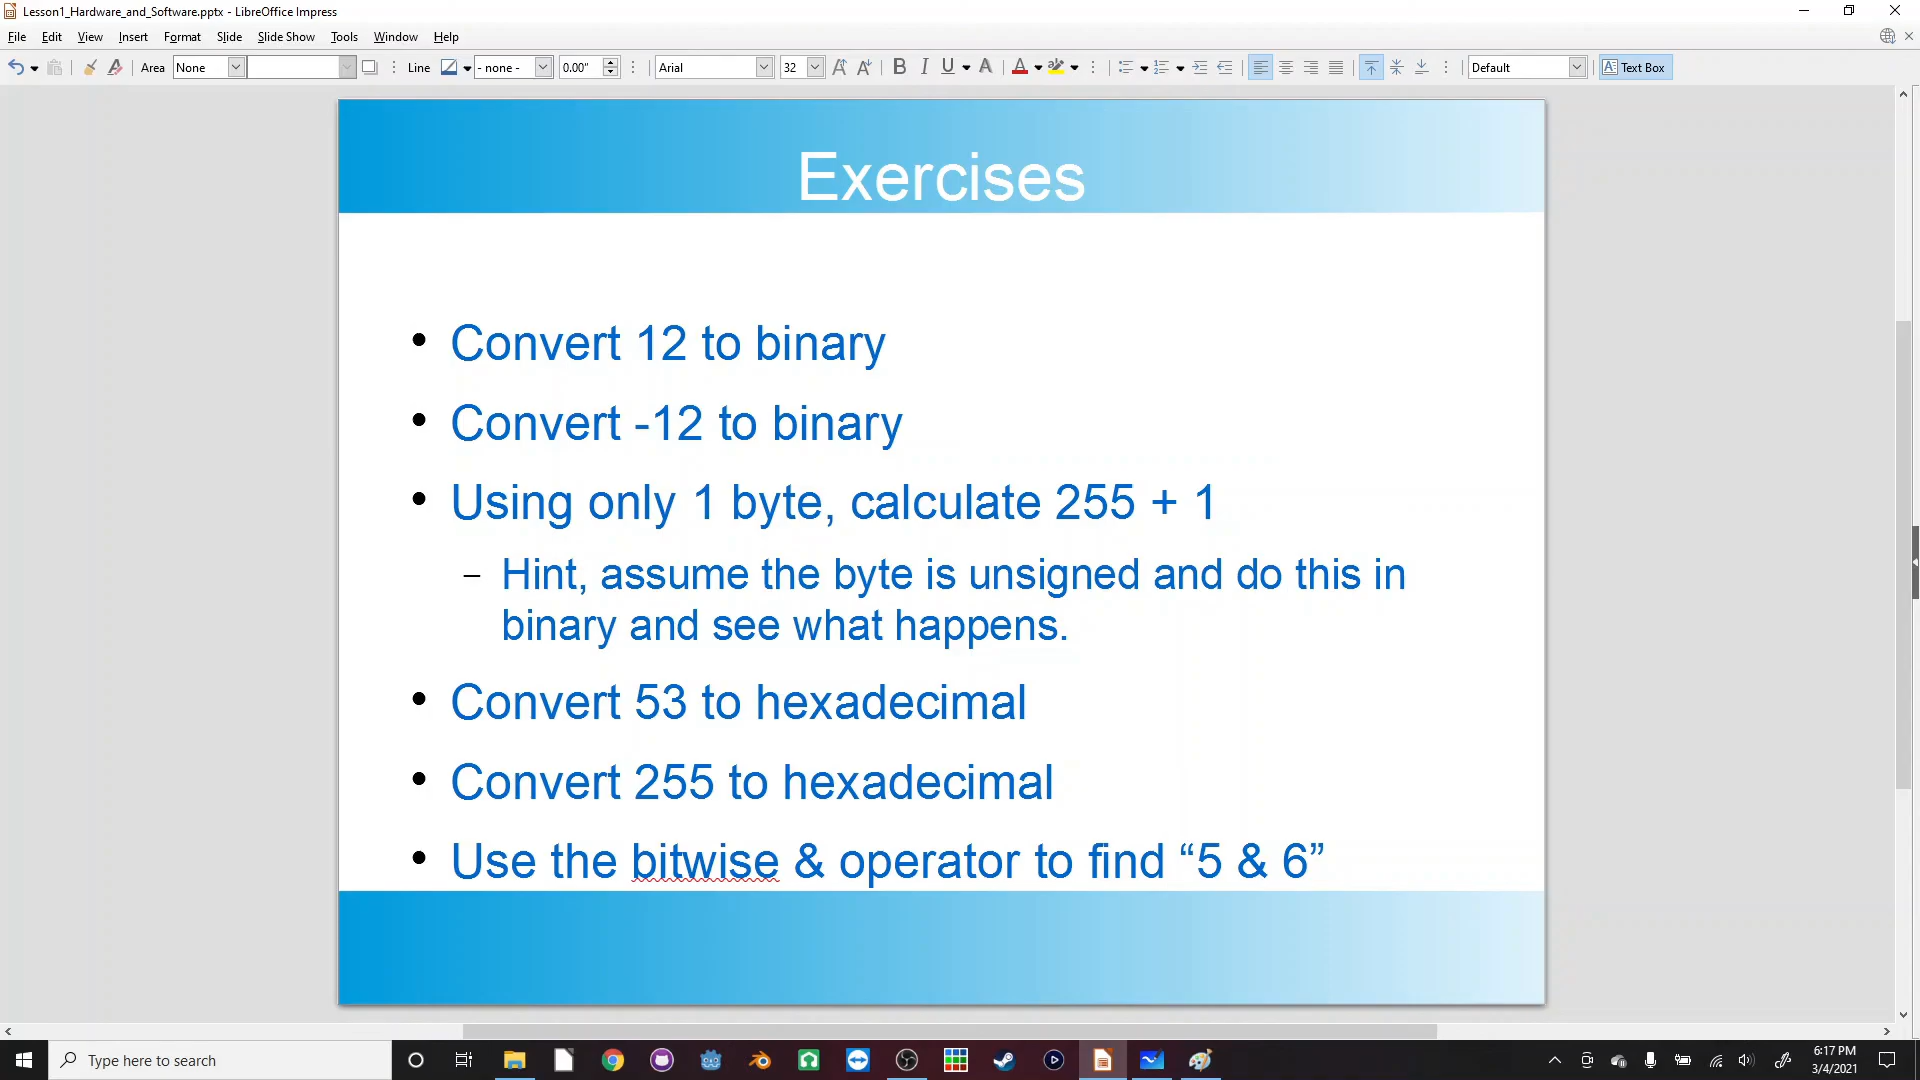 Lesson1_Hardware_and_Software.pptx - LibreOffice Impress
File Edit View Insert Format Slide Slide Show Tools Window Help
Area None Line - none - 0.00" Arial 32 Default Text Box
Exercises
• Convert 12 to binary
• Convert -12 to binary
• Using only 1 byte, calculate 255 + 1
– Hint, assume the byte is unsigned and do this in
binary and see what happens.
• Convert 53 to hexadecimal
• Convert 255 to hexadecimal
• Use the bitwise & operator to find “5 & 6”
Type here to search
6:17 PM
3/4/2021